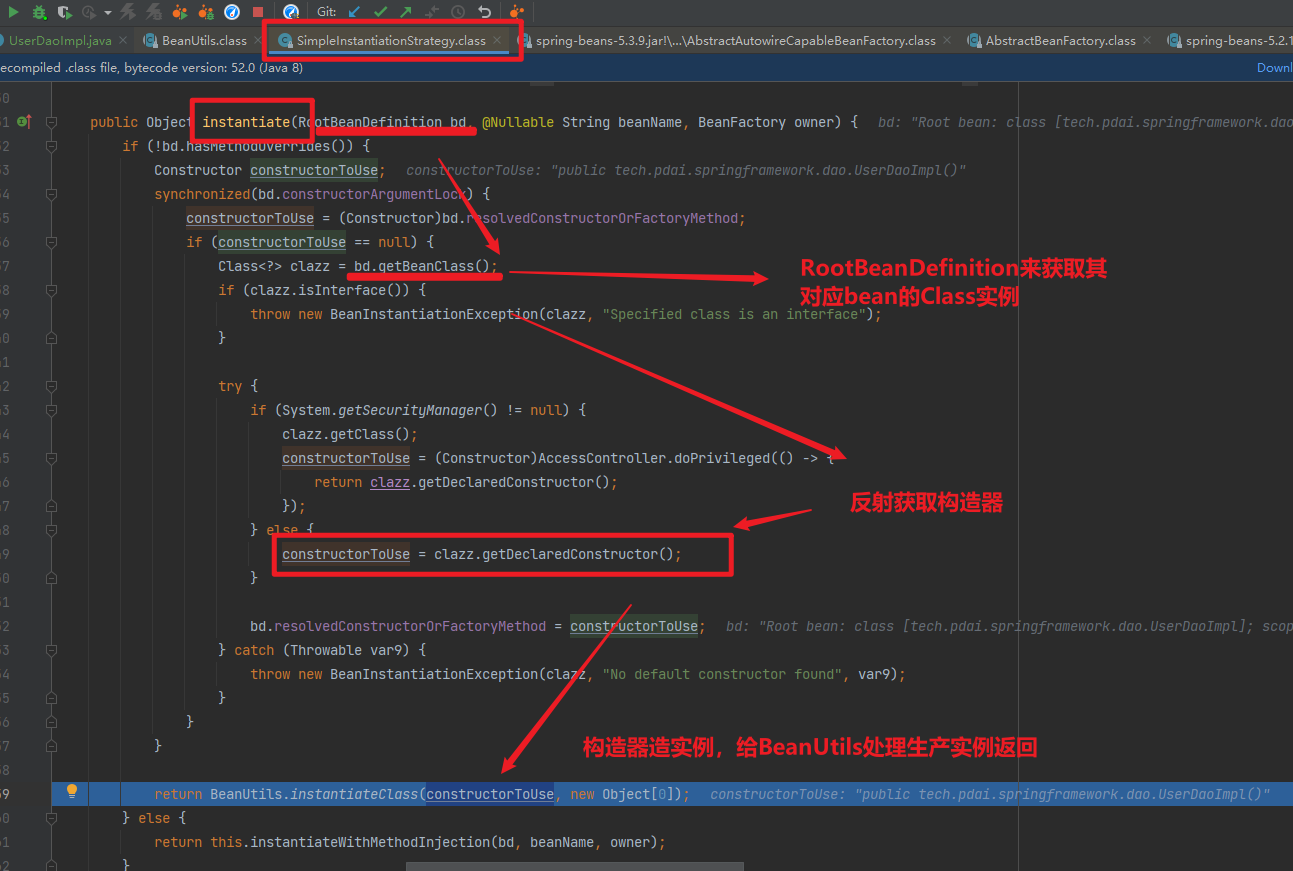 Git:
UserDaoImpl.java BeanUtils.class SimpleInstantiationStrategy.class spring-beans-5.3.9.jar!\...\AbstractAutowireCapableBeanFactory.class AbstractBeanFactory.class spring-beans-5.2.1
ecompiled .class file, bytecode version: 52.0 (Java 8) Downl
public Object instantiate(RootBeanDefinition bd, @Nullable String beanName, BeanFactory owner) { bd: "Root bean: class [tech.pdai.springframework.dao
if (!bd.hasMethodOverrides()) {
Constructor constructorToUse; constructorToUse: "public tech.pdai.springframework.dao.UserDaoImpl()"
synchronized(bd.constructorArgumentLock) {
constructorToUse = (Constructor)bd.resolvedConstructorOrFactoryMethod;
if (constructorToUse == null) {
Class<?> clazz = bd.getBeanClass();
RootBeanDefinition来获取其
对应bean的Class实例
if (clazz.isInterface()) {
throw new BeanInstantiationException(clazz, "Specified class is an interface");
}
try {
if (System.getSecurityManager() != null) {
clazz.getClass();
constructorToUse = (Constructor)AccessController.doPrivileged(() -> {
return clazz.getDeclaredConstructor();
});
反射获取构造器
} else {
constructorToUse = clazz.getDeclaredConstructor();
}
bd.resolvedConstructorOrFactoryMethod = constructorToUse; bd: "Root bean: class [tech.pdai.springframework.dao.UserDaoImpl]; scop
} catch (Throwable var9) {
throw new BeanInstantiationException(clazz, "No default constructor found", var9);
}
}
}
构造器造实例，给BeanUtils处理生产实例返回
return BeanUtils.instantiateClass(constructorToUse, new Object[0]); constructorToUse: "public tech.pdai.springframework.dao.UserDaoImpl()"
} else {
return this.instantiateWithMethodInjection(bd, beanName, owner);
}